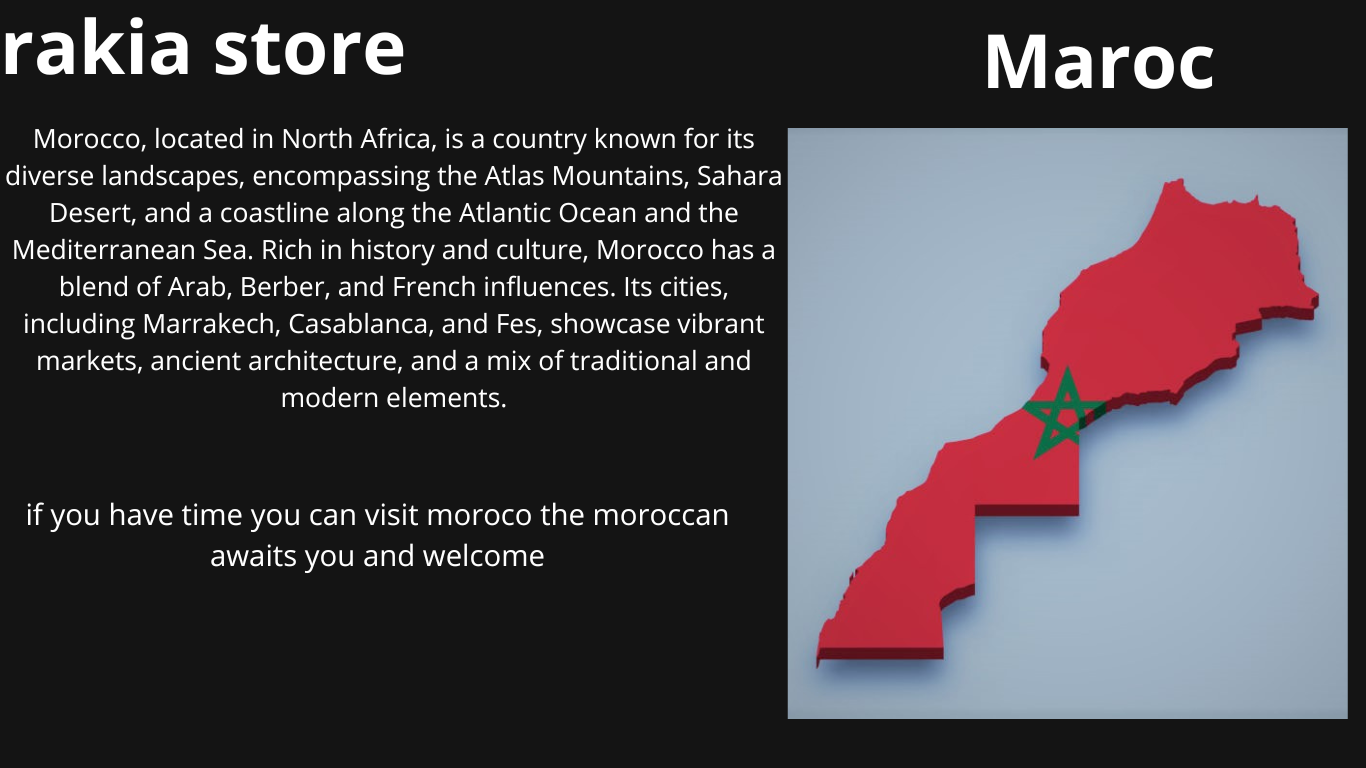 rakia store
Maroc
Morocco, located in North Africa, is a country known for its
diverse landscapes, encompassing the Atlas Mountains, Sahara
Desert, and a coastline along the Atlantic Ocean and the
Mediterranean Sea. Rich in history and culture, Morocco has a
blend of Arab, Berber, and French influences. Its cities,
including Marrakech, Casablanca, and Fes, showcase vibrant
markets, ancient architecture, and a mix of traditional and
modern elements.
if you have time you can visit moroco the moroccan
awaits you and welcome